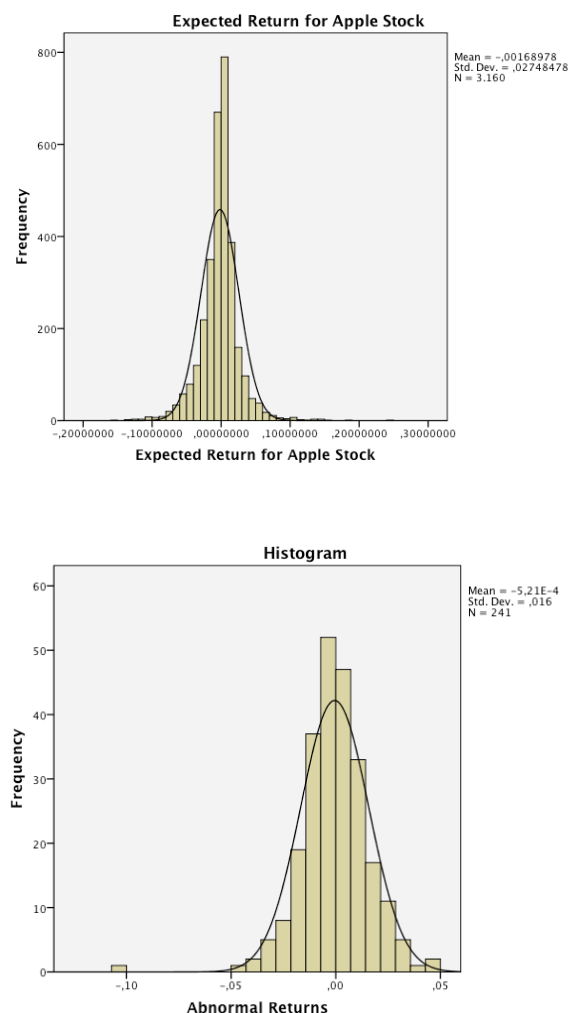 Expected Return for Apple Stock
Mean = -,00168978
Std. Dev. = ,02748478
N = 3.160
800
600
400
200
0
Frequency
-,20000000 -,10000000 ,00000000 ,10000000 ,20000000 ,30000000
Expected Return for Apple Stock
Histogram
Mean = -5,21E-4
Std. Dev. = ,016
N = 241
60
50
40
30
20
10
0
Frequency
-,10 -,05 ,00 ,05
Abnormal Returns